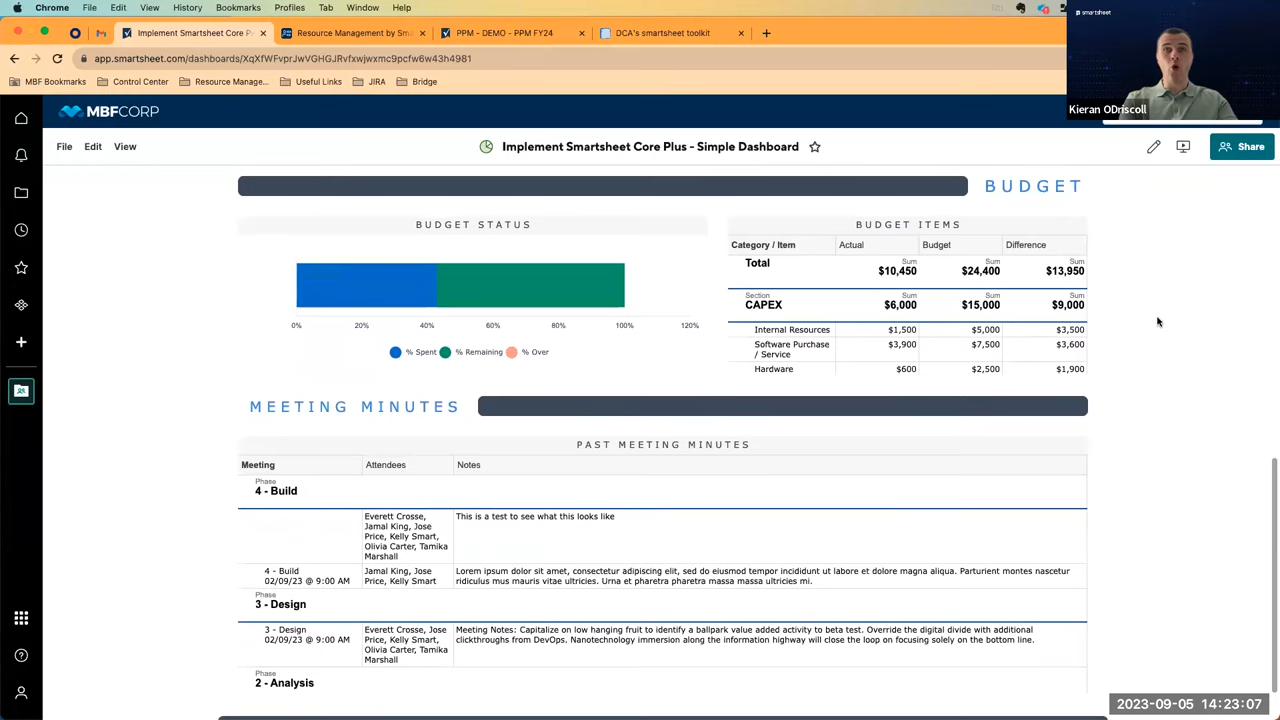 Chrome File Edit View History Bookmarks Profiles Tab Window Help
smartsheet
Implement Smartsheet Core P
Resource Management by Sm
PPM - DEMO - PPM FY24
DCA's smartsheet toolkit
app.smartsheet.com/dashboards/XqXfWFvprJwVGHGJRvfxwjwxmc9pcfw6w43h4981
MBF Bookmarks
Control Center
Resource Manage...
Useful Links
JIRA
Bridge
Kieran ODriscoll
MBFCORP
File Edit View
Implement Smartsheet Core Plus - Simple Dashboard
Share
BUDGET
BUDGET STATUS
0% 20% 40% 60% 80% 100% 120%
% Spent % Remaining % Over
BUDGET ITEMS
Category / Item Actual Budget Difference
Sum Sum Sum
Total $10,450 $24,400 $13,950
Section Sum Sum Sum
CAPEX $6,000 $15,000 $9,000
Internal Resources $1,500 $5,000 $3,500
Software Purchase $3,900 $7,500 $3,600
/ Service
Hardware $600 $2,500 $1,900
MEETING MINUTES
PAST MEETING MINUTES
Meeting Attendees Notes
Phase
4 - Build
Everett Crosse, This is a test to see what this looks like
Jamal King, Jose
Price, Kelly Smart,
Olivia Carter, Tamika
Marshall
4 - Build Jamal King, Jose Lorem ipsum dolor sit amet, consectetur adipiscing elit, sed do eiusmod tempor incididunt ut labore et dolore magna aliqua. Parturient montes nascetur
02/09/23 @ 9:00 AM Price, Kelly Smart ridiculus mus mauris vitae ultricies. Urna et pharetra pharetra massa massa ultricies mi.
Phase
3 - Design
3 - Design Everett Crosse, Jose Meeting Notes: Capitalize on low hanging fruit to identify a ballpark value added activity to beta test. Override the digital divide with additional
02/09/23 @ 9:00 AM Price, Kelly Smart, clickthroughs from DevOps. Nanotechnology immersion along the information highway will close the loop on focusing solely on the bottom line.
Olivia Carter, Tamika
Marshall
Phase
2 - Analysis
2023-09-05 14:23:07